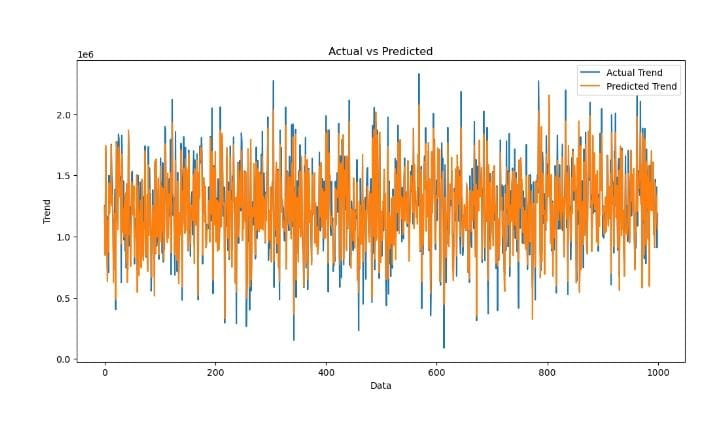 Actual vs Predicted
1e6
Actual Trend
Predicted Trend
2.0
1.5
1.0
0.5
0.0
Trend
0 200 400 600 800 1000
Data